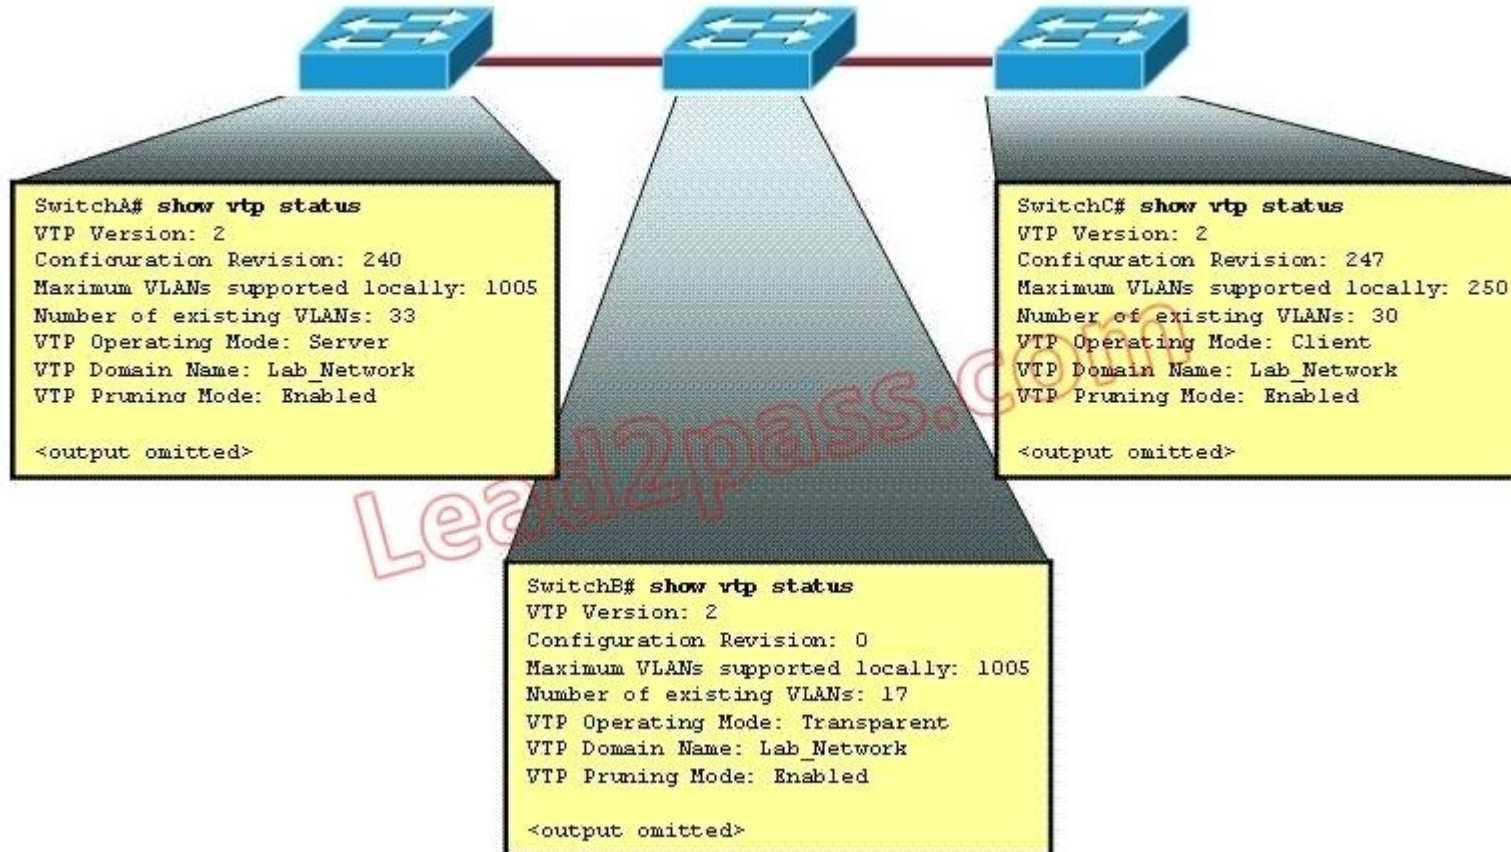 SwitchA# show vtp status
VTP Version: 2
Configuration Revision: 240
Maximum VLANs supported locally: 1005
Number of existing VLANs: 33
VTP Operating Mode: Server
VTP Domain Name: Lab_Network
VTP Pruning Mode: Enabled
<output omitted>
SwitchC# show vtp status
VTP Version: 2
Configuration Revision: 247
Maximum VLANs supported locally: 250
Number of existing VLANs: 30
VTP Operating Mode: Client
VTP Domain Name: Lab_Network
VTP Pruning Mode: Enabled
<output omitted>
Lead2pass.com
SwitchB# show vtp status
VTP Version: 2
Configuration Revision: 0
Maximum VLANs supported locally: 1005
Number of existing VLANs: 17
VTP Operating Mode: Transparent
VTP Domain Name: Lab_Network
VTP Pruning Mode: Enabled
<output omitted>